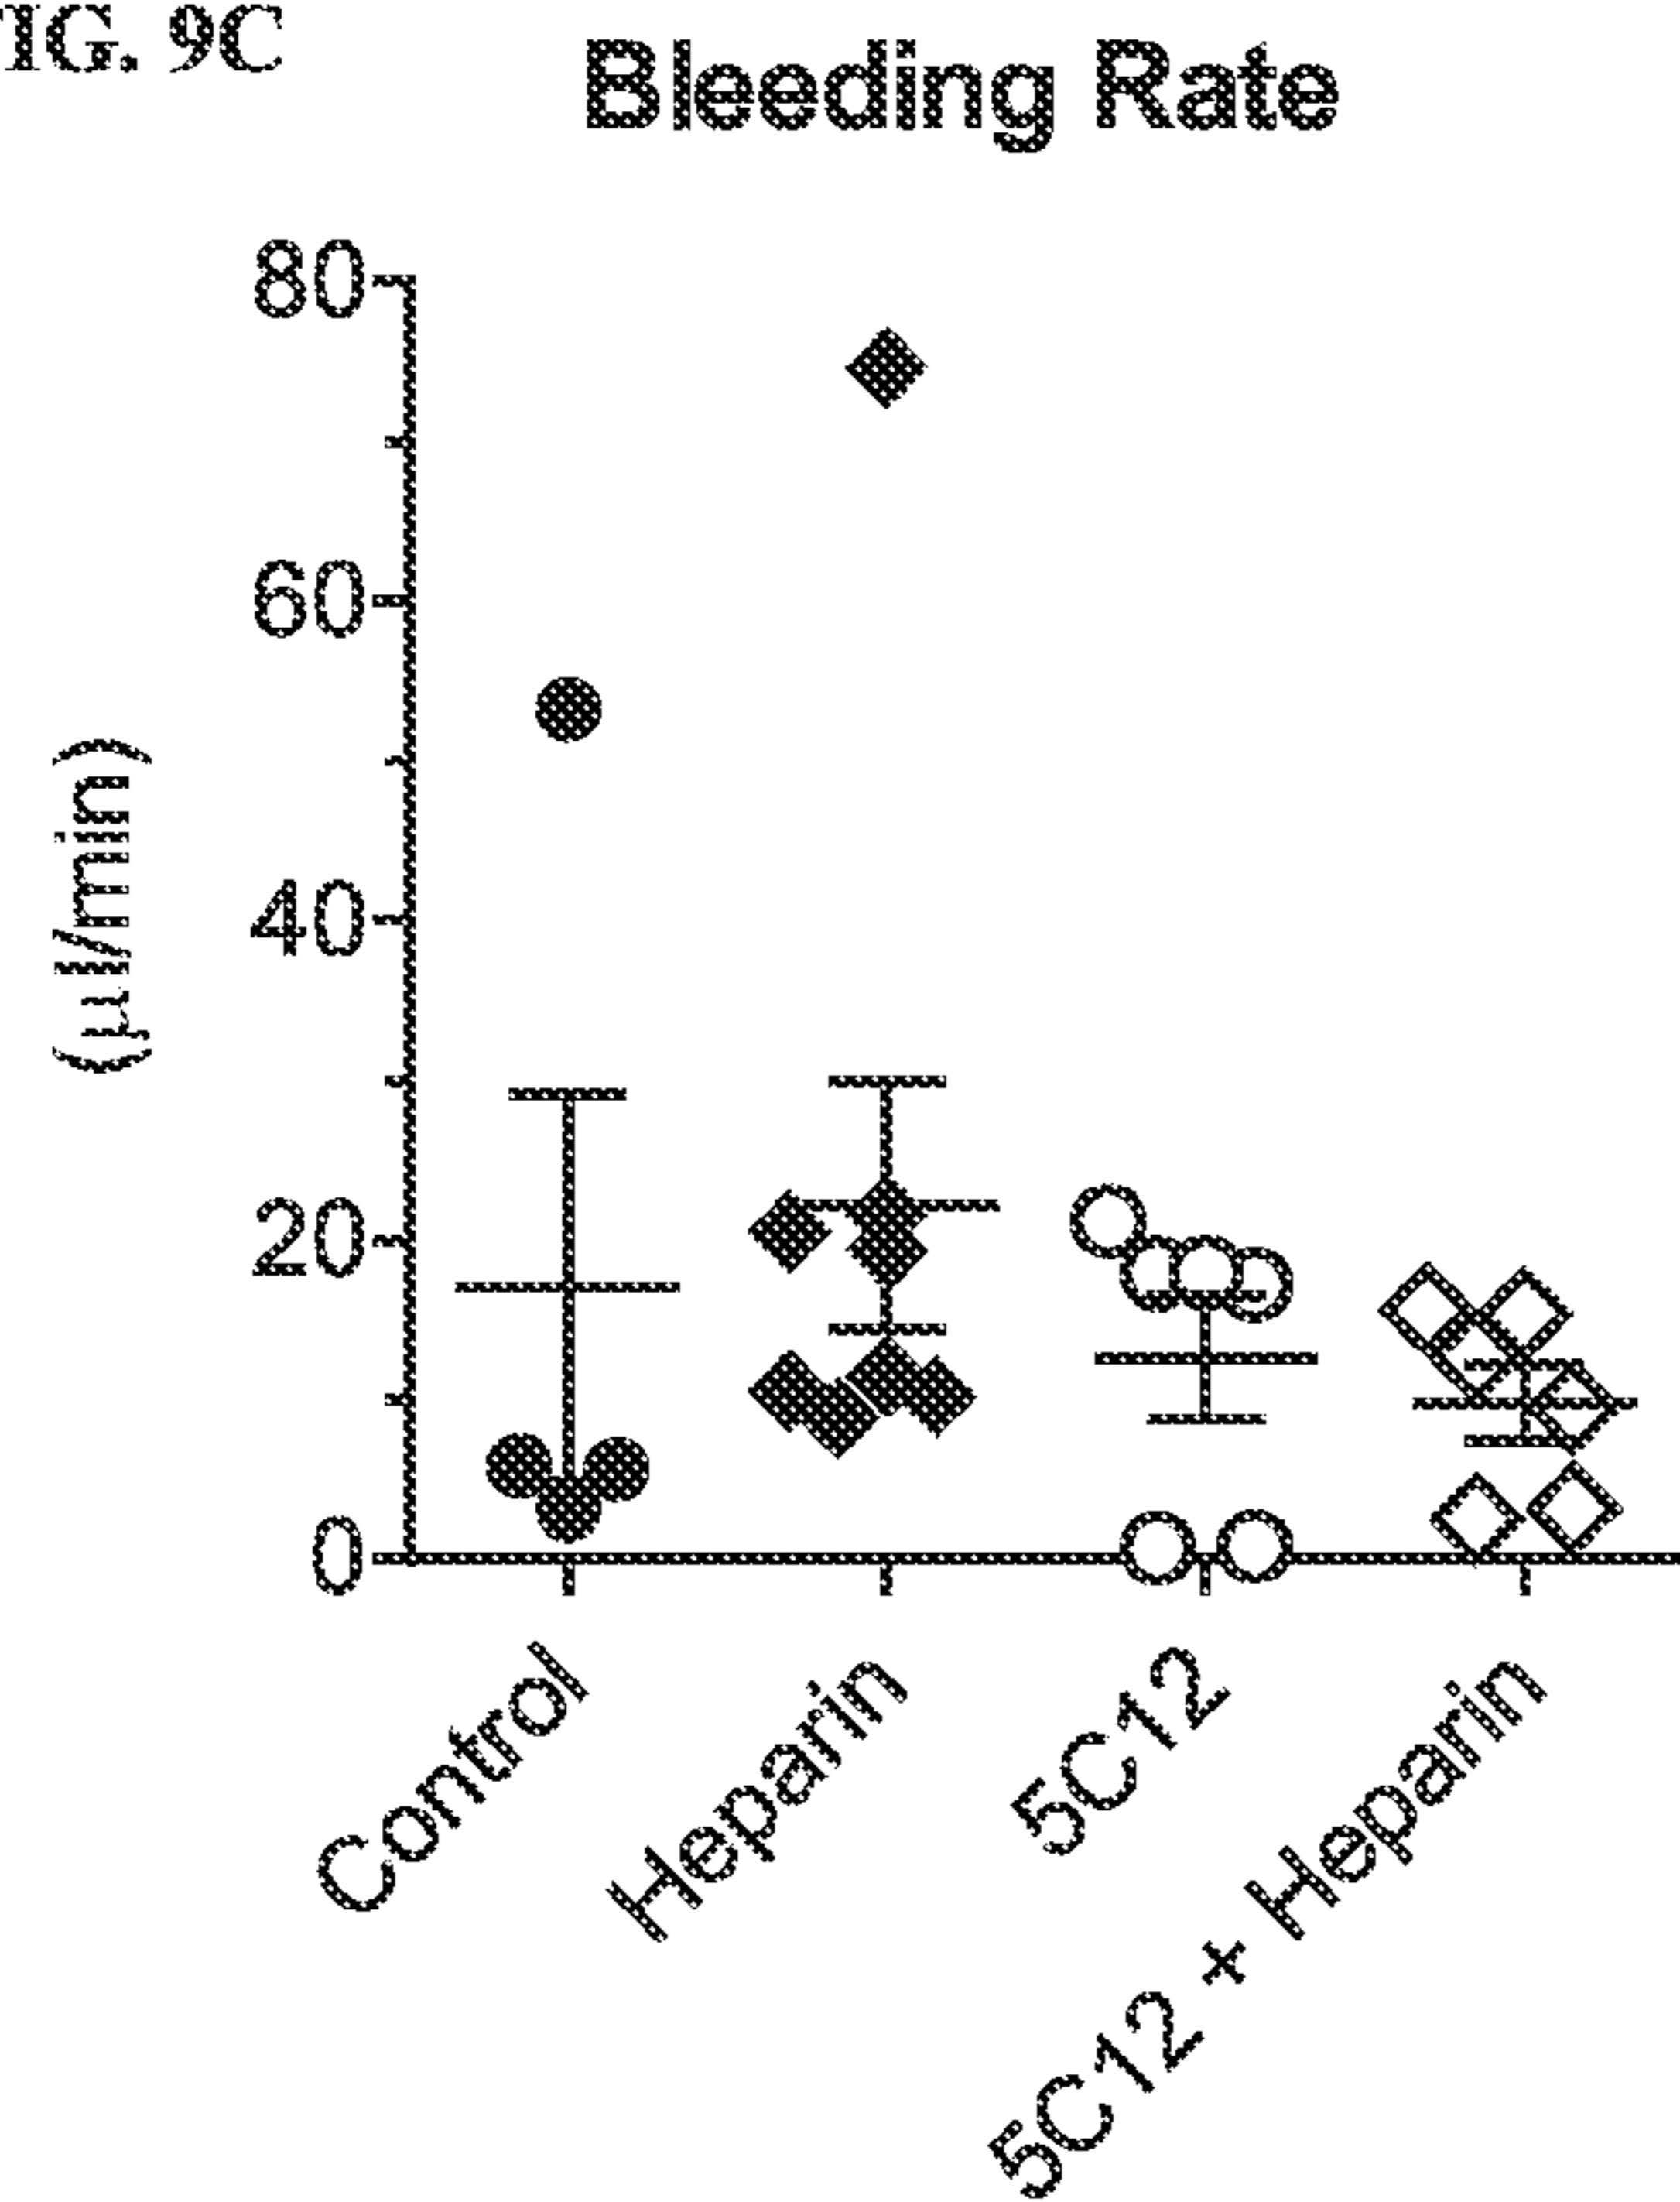 IG. 9C
Bleeding Rate
(µl/min)
80
60
40
20
0
Control
Heparin
5C12
5C12 + Heparin